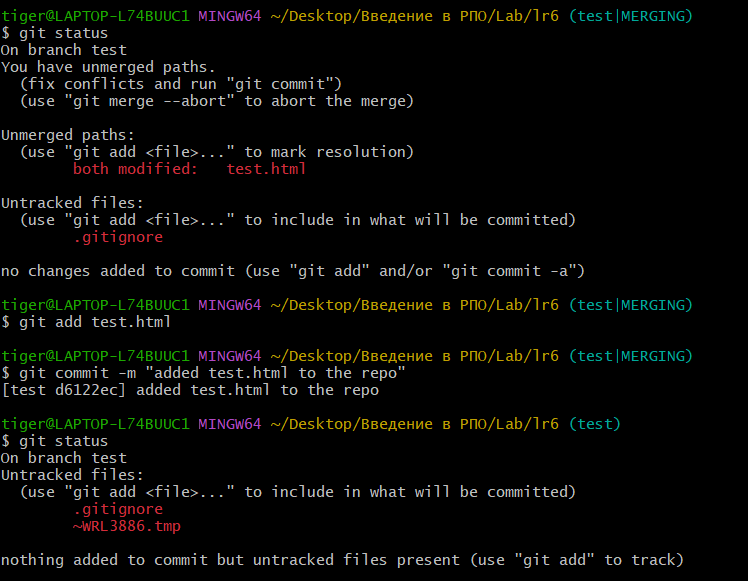 tiger@LAPTOP-L74BUUC1 MINGW64 ~/Desktop/Введение в РПО/Lab/lr6 (test|MERGING)
$ git status
On branch test
You have unmerged paths.
  (fix conflicts and run "git commit")
  (use "git merge --abort" to abort the merge)

Unmerged paths:
  (use "git add <file>..." to mark resolution)
        both modified:   test.html

Untracked files:
  (use "git add <file>..." to include in what will be committed)
        .gitignore

no changes added to commit (use "git add" and/or "git commit -a")

tiger@LAPTOP-L74BUUC1 MINGW64 ~/Desktop/Введение в РПО/Lab/lr6 (test|MERGING)
$ git add test.html

tiger@LAPTOP-L74BUUC1 MINGW64 ~/Desktop/Введение в РПО/Lab/lr6 (test|MERGING)
$ git commit -m "added test.html to the repo"
[test d6122ec] added test.html to the repo

tiger@LAPTOP-L74BUUC1 MINGW64 ~/Desktop/Введение в РПО/Lab/lr6 (test)
$ git status
On branch test
Untracked files:
  (use "git add <file>..." to include in what will be committed)
        .gitignore
        ~WRL3886.tmp

nothing added to commit but untracked files present (use "git add" to track)